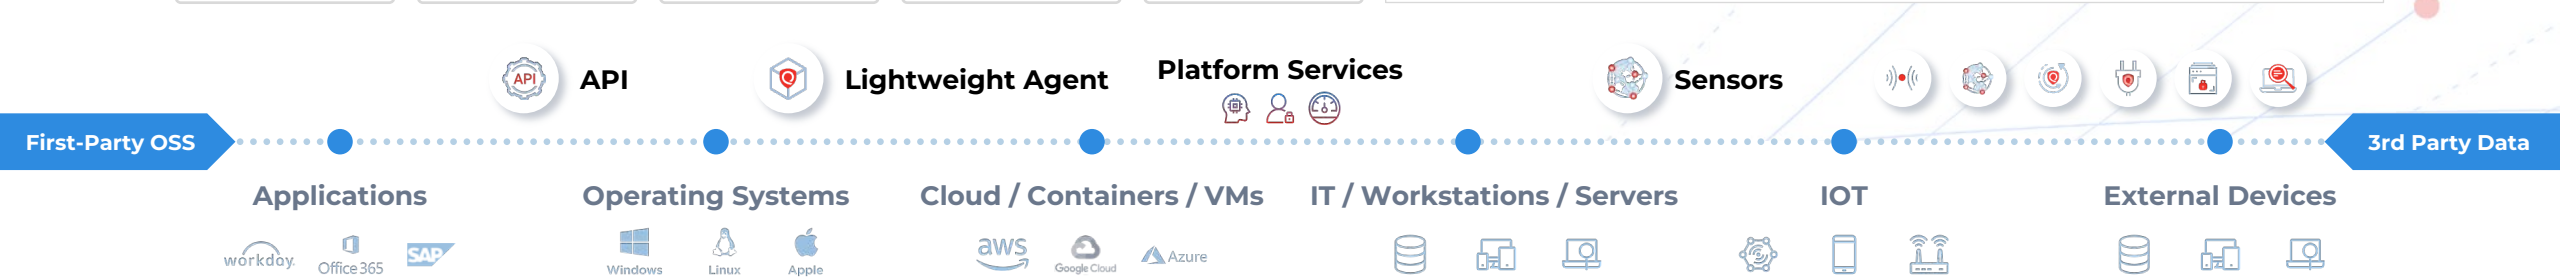 API
API
Lightweight Agent
Platform Services
Sensors
First-Party OSS
3rd Party Data
Applications
Operating Systems
Cloud / Containers / VMs
IT / Workstations / Servers
IOT
External Devices
workday.
Office 365
SAP
Windows
Linux
Apple
aws
Google Cloud
Azure